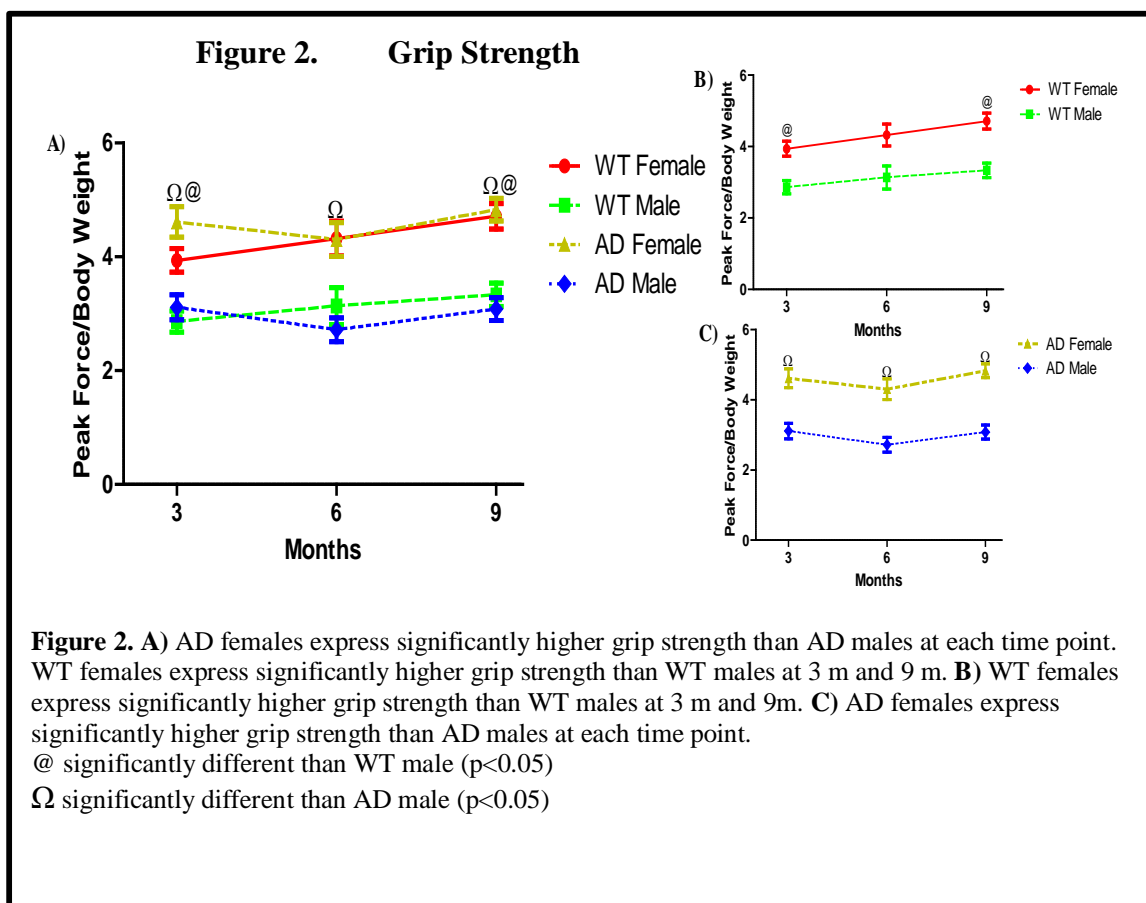 Figure 2. Grip Strength
A)
6
4
2
0
Peak Force/Body Weight
Ω@
Ω
Ω@
3 6 9
Months
WT Female
WT Male
AD Female
AD Male
B)
6
4
2
0
Peak Force/Body Weight
@
@
3 6 9
Months
WT Female
WT Male
C)
6
4
2
0
Peak Force/Body Weight
Ω
Ω
Ω
3 6 9
Months
AD Female
AD Male
Figure 2. A) AD females express significantly higher grip strength than AD males at each time point.
WT females express significantly higher grip strength than WT males at 3 m and 9 m. B) WT females
express significantly higher grip strength than WT males at 3 m and 9m. C) AD females express
significantly higher grip strength than AD males at each time point.
@ significantly different than WT male (p<0.05)
Ω significantly different than AD male (p<0.05)